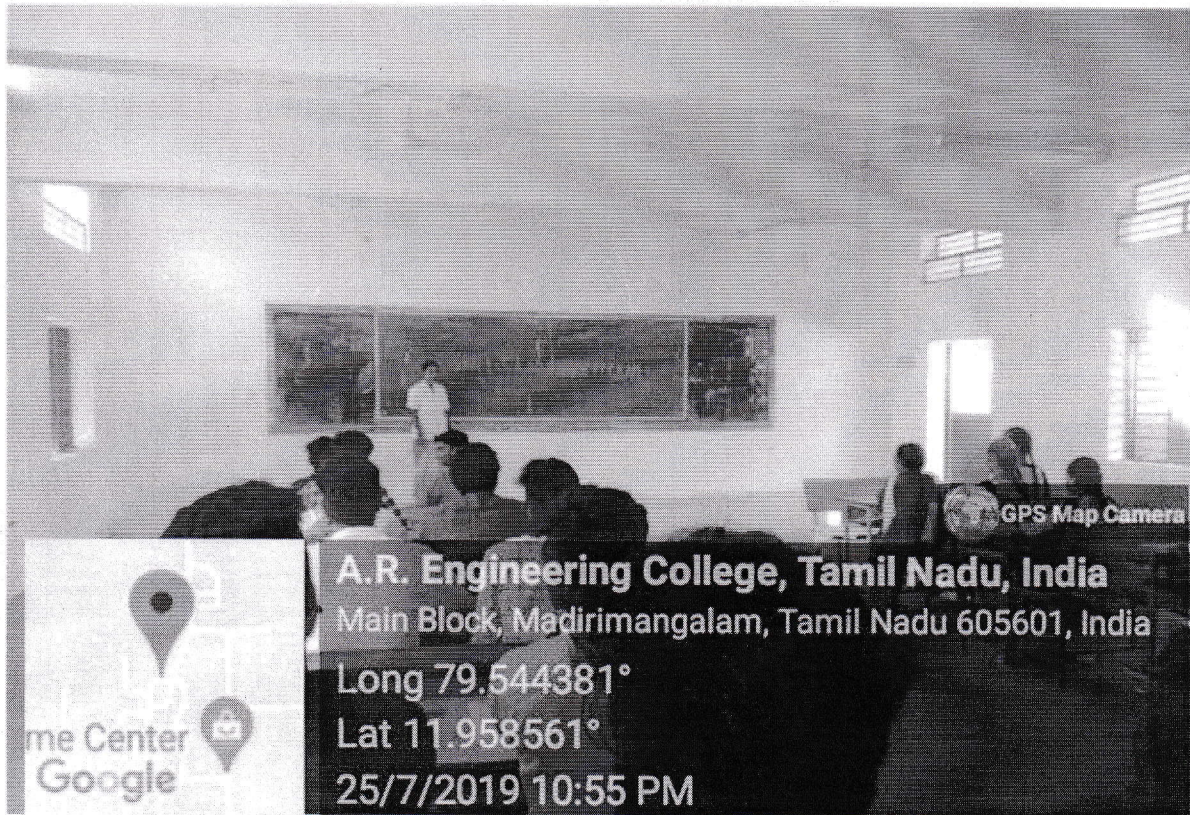 GPS Map Camera
A.R. Engineering College, Tamil Nadu, India
Main Block, Madirimangalam, Tamil Nadu 605601, India
Long 79.544381°
Lat 11.958561°
25/7/2019 10:55 PM
me Center
Google